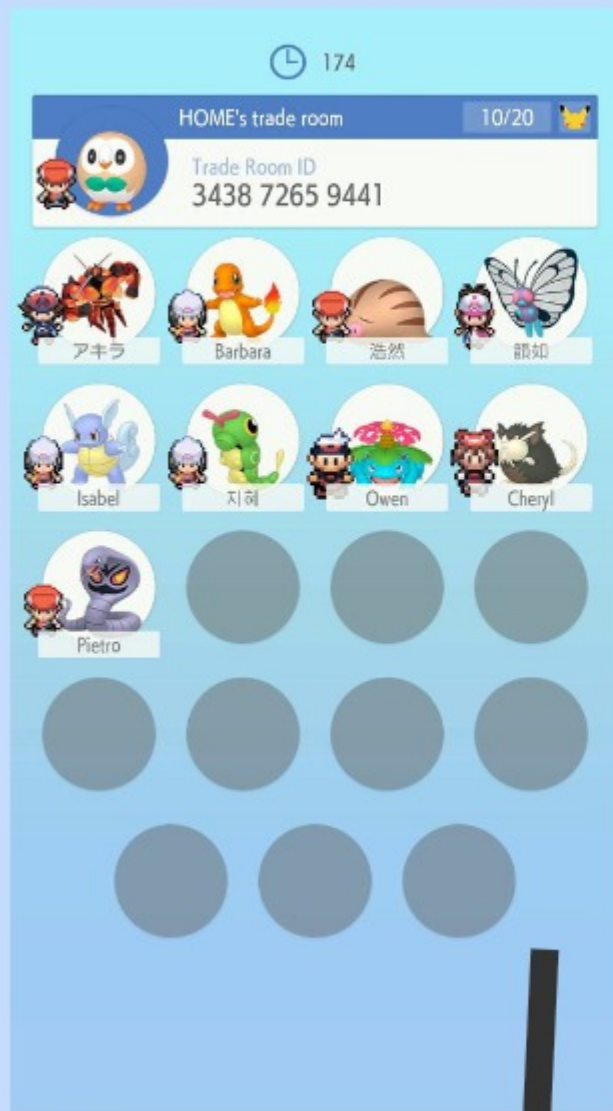 174
HOME's trade room 10/20
Trade Room ID
3438 7265 9441
アキラ Barbara 浩然 韻如
Isabel 지혜 Owen Cheryl
Pietro